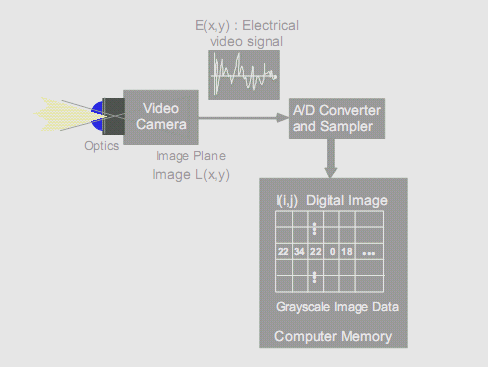 E(x,y) : Electrical
video signal
Video
Camera
A/D Converter
and Sampler
Optics
Image Plane
Image L(x,y)
I(i,j) Digital Image
22 34 22 0 18 ...
Grayscale Image Data
Computer Memory